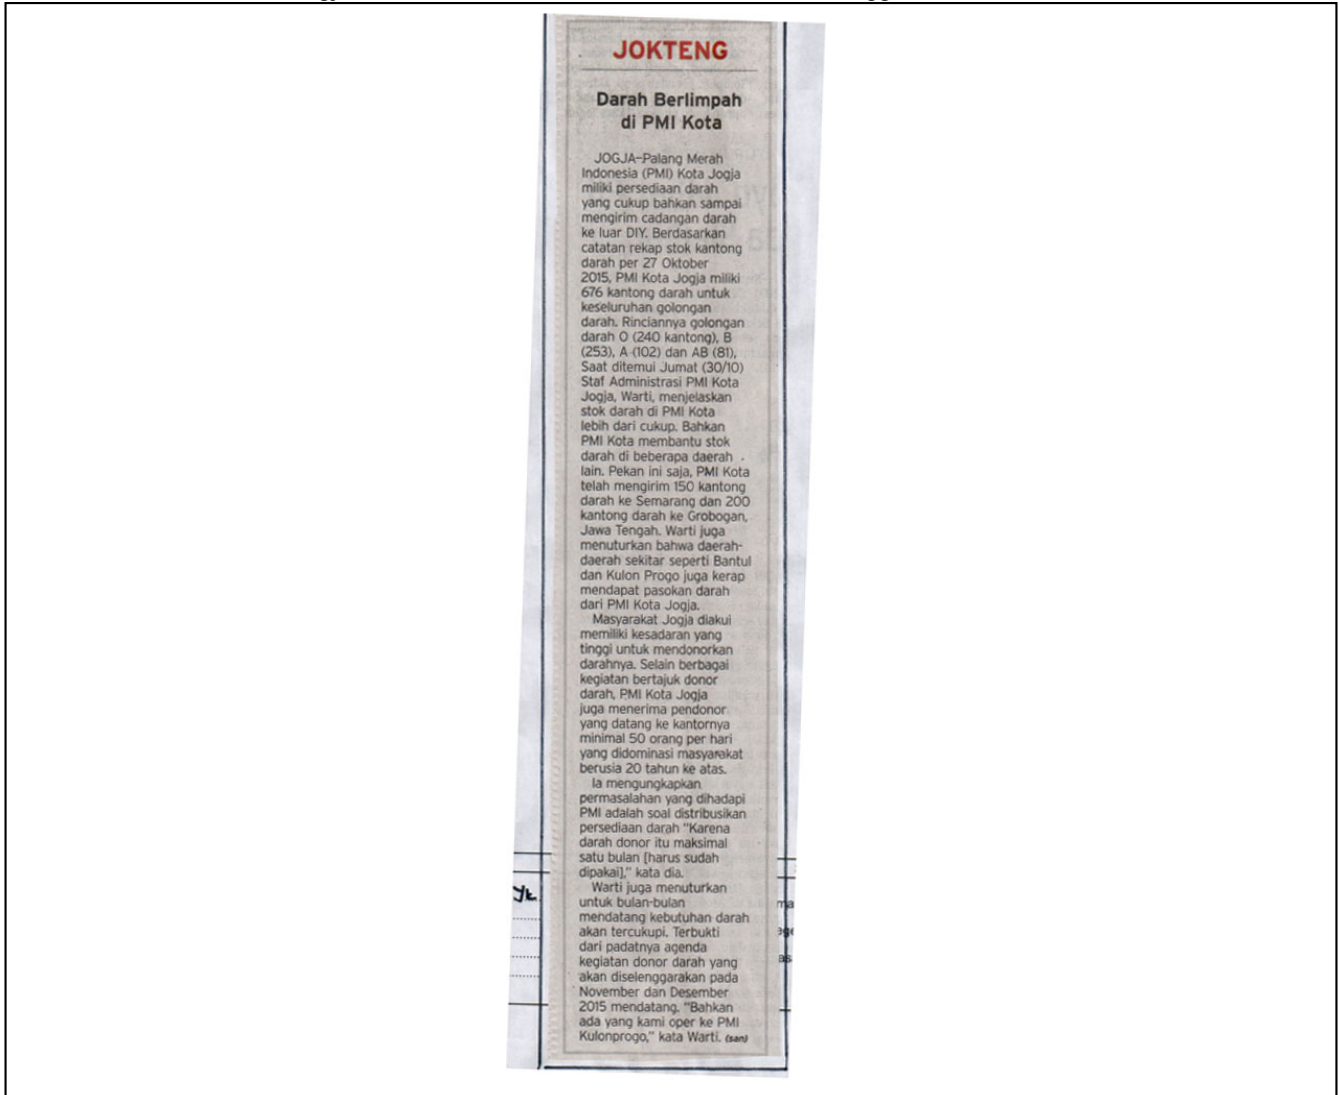 JOKTENG
Darah Berlimpah
di PMI Kota
JOGJA–Palang Merah
Indonesia (PMI) Kota Jogja
miliki persediaan darah
yang cukup bahkan sampai
mengirim cadangan darah
ke luar DIY. Berdasarkan
catatan rekap stok kantong
darah per 27 Oktober
2015, PMI Kota Jogja miliki
676 kantong darah untuk
keseluruhan golongan
darah. Rinciannya golongan
darah O (240 kantong), B
(253), A (102) dan AB (81),
Saat ditemui Jumat (30/10)
Staf Administrasi PMI Kota
Jogja, Warti, menjelaskan
stok darah di PMI Kota
lebih dari cukup. Bahkan
PMI Kota membantu stok
darah di beberapa daerah
lain. Pekan ini saja, PMI Kota
telah mengirim 150 kantong
darah ke Semarang dan 200
kantong darah ke Grobogan,
Jawa Tengah. Warti juga
menuturkan bahwa daerah-
daerah sekitar seperti Bantul
dan Kulon Progo juga kerap
mendapat pasokan darah
dari PMI Kota Jogja.
Masyarakat Jogja diakui
memiliki kesadaran yang
tinggi untuk mendonorkan
darahnya. Selain berbagai
kegiatan bertajuk donor
darah, PMI Kota Jogja
juga menerima pendonor
yang datang ke kantornya
minimal 50 orang per hari
yang didominasi masyarakat
berusia 20 tahun ke atas.
Ia mengungkapkan
permasalahan yang dihadapi
PMI adalah soal distribusikan
persediaan darah "Karena
darah donor itu maksimal
satu bulan [harus sudah
dipakai]," kata dia.
Warti juga menuturkan
untuk bulan-bulan
mendatang kebutuhan darah
akan tercukupi. Terbukti
dari padatnya agenda
kegiatan donor darah yang
akan diselenggarakan pada
November dan Desember
2015 mendatang. "Bahkan
ada yang kami oper ke PMI
Kulonprogo," kata Warti. (san)